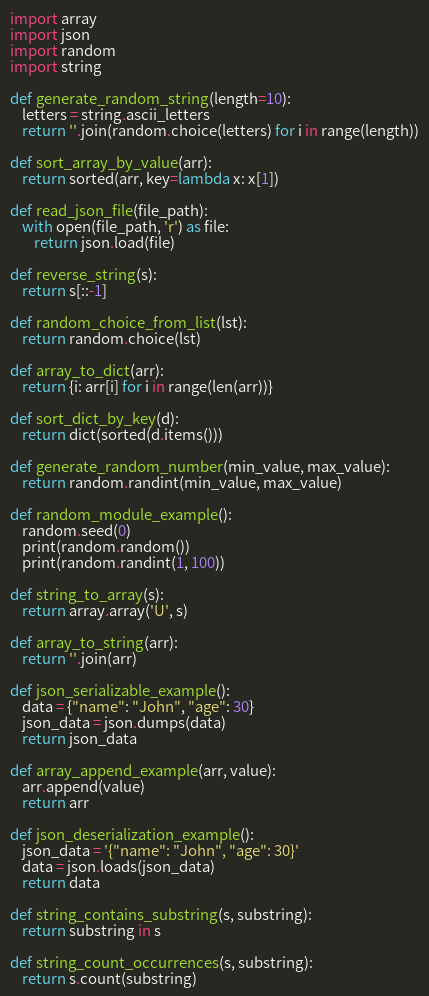 import array
import json
import random
import string

def generate_random_string(length=10):
    letters = string.ascii_letters
    return ''.join(random.choice(letters) for i in range(length))

def sort_array_by_value(arr):
    return sorted(arr, key=lambda x: x[1])

def read_json_file(file_path):
    with open(file_path, 'r') as file:
        return json.load(file)

def reverse_string(s):
    return s[::-1]

def random_choice_from_list(lst):
    return random.choice(lst)

def array_to_dict(arr):
    return {i: arr[i] for i in range(len(arr))}

def sort_dict_by_key(d):
    return dict(sorted(d.items()))

def generate_random_number(min_value, max_value):
    return random.randint(min_value, max_value)

def random_module_example():
    random.seed(0)
    print(random.random())
    print(random.randint(1, 100))

def string_to_array(s):
    return array.array('U', s)

def array_to_string(arr):
    return ''.join(arr)

def json_serializable_example():
    data = {"name": "John", "age": 30}
    json_data = json.dumps(data)
    return json_data

def array_append_example(arr, value):
    arr.append(value)
    return arr

def json_deserialization_example():
    json_data = '{"name": "John", "age": 30}'
    data = json.loads(json_data)
    return data

def string_contains_substring(s, substring):
    return substring in s

def string_count_occurrences(s, substring):
    return s.count(substring)